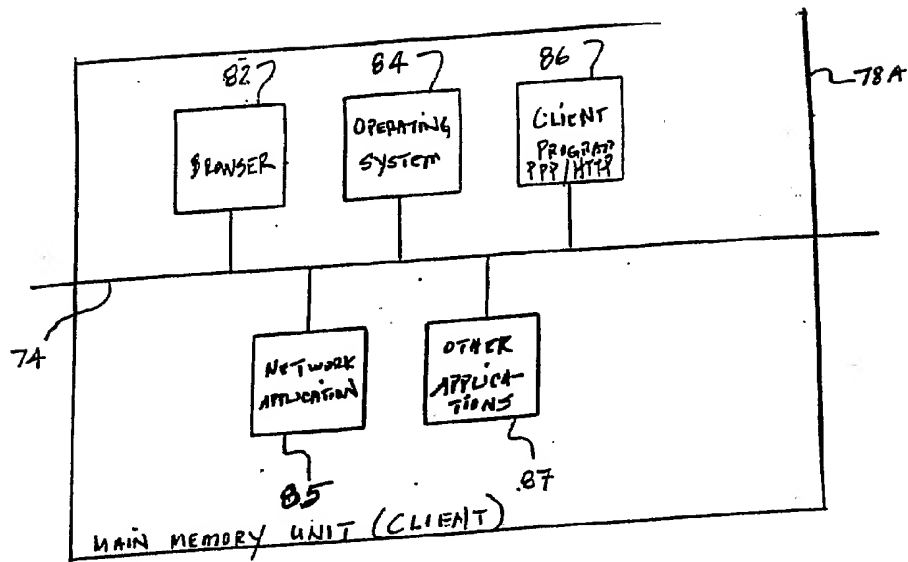 82
84
86
78A
BROWSER
OPERATING
SYSTEM
CLIENT
PROGRAM
PPP/HTTP
74
NETWORK
APPLICATION
OTHER
APPLICA-
TIONS
85
87
MAIN MEMORY UNIT (CLIENT)